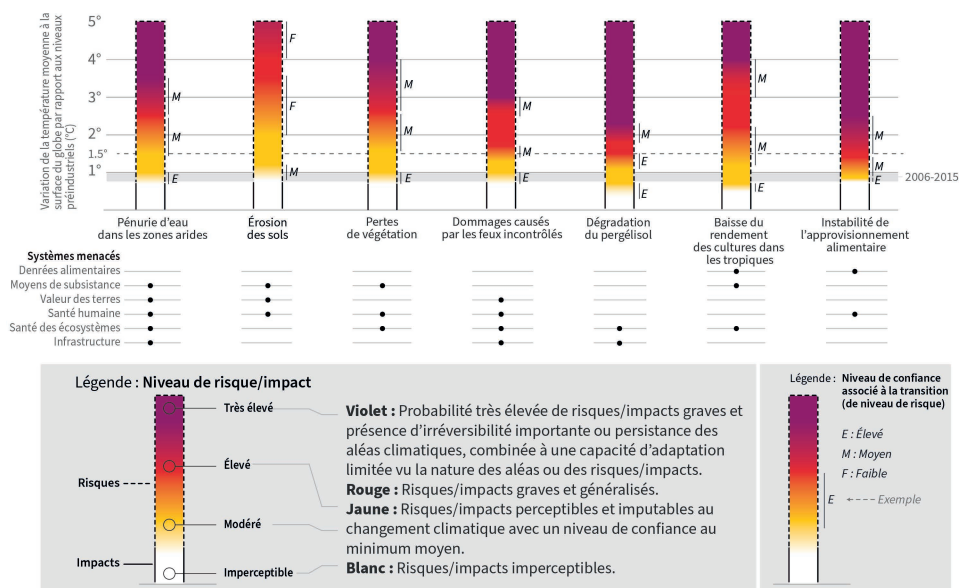 Variation de la température moyenne à la
surface du globe par rapport aux niveaux
préindustriels (°C)
5°
4°
3°
2°
1.5°
1°
M
M
E
F
F
M
M
M
E
M
M
E
M
E
E
M
M
E
M
M
E
2006-2015
Pénurie d'eau
dans les zones arides
Érosion
des sols
Pertes
de végétation
Dommages causés
par les feux incontrôlés
Dégradation
du pergélisol
Baisse du
rendement
des cultures dans
les tropiques
Instabilité de
l'approvisionnement
alimentaire
Systèmes menacés
Denrées alimentaires
Moyens de subsistance
Valeur des terres
Santé humaine
Santé des écosystèmes
Infrastructure
Légende : Niveau de risque/impact
Risques
Impacts
Très élevé
Élevé
Modéré
Imperceptible
Violet : Probabilité très élevée de risques/impacts graves et
présence d'irréversibilité importante ou persistance des
aléas climatiques, combinée à une capacité d'adaptation
limitée vu la nature des aléas ou des risques/impacts.
Rouge : Risques/impacts graves et généralisés.
Jaune : Risques/impacts perceptibles et imputables au
changement climatique avec un niveau de confiance au
minimum moyen.
Blanc : Risques/impacts imperceptibles.
Légende : Niveau de confiance
associé à la transition
(de niveau de risque)
E : Élevé
M : Moyen
F : Faible
E
Exemple